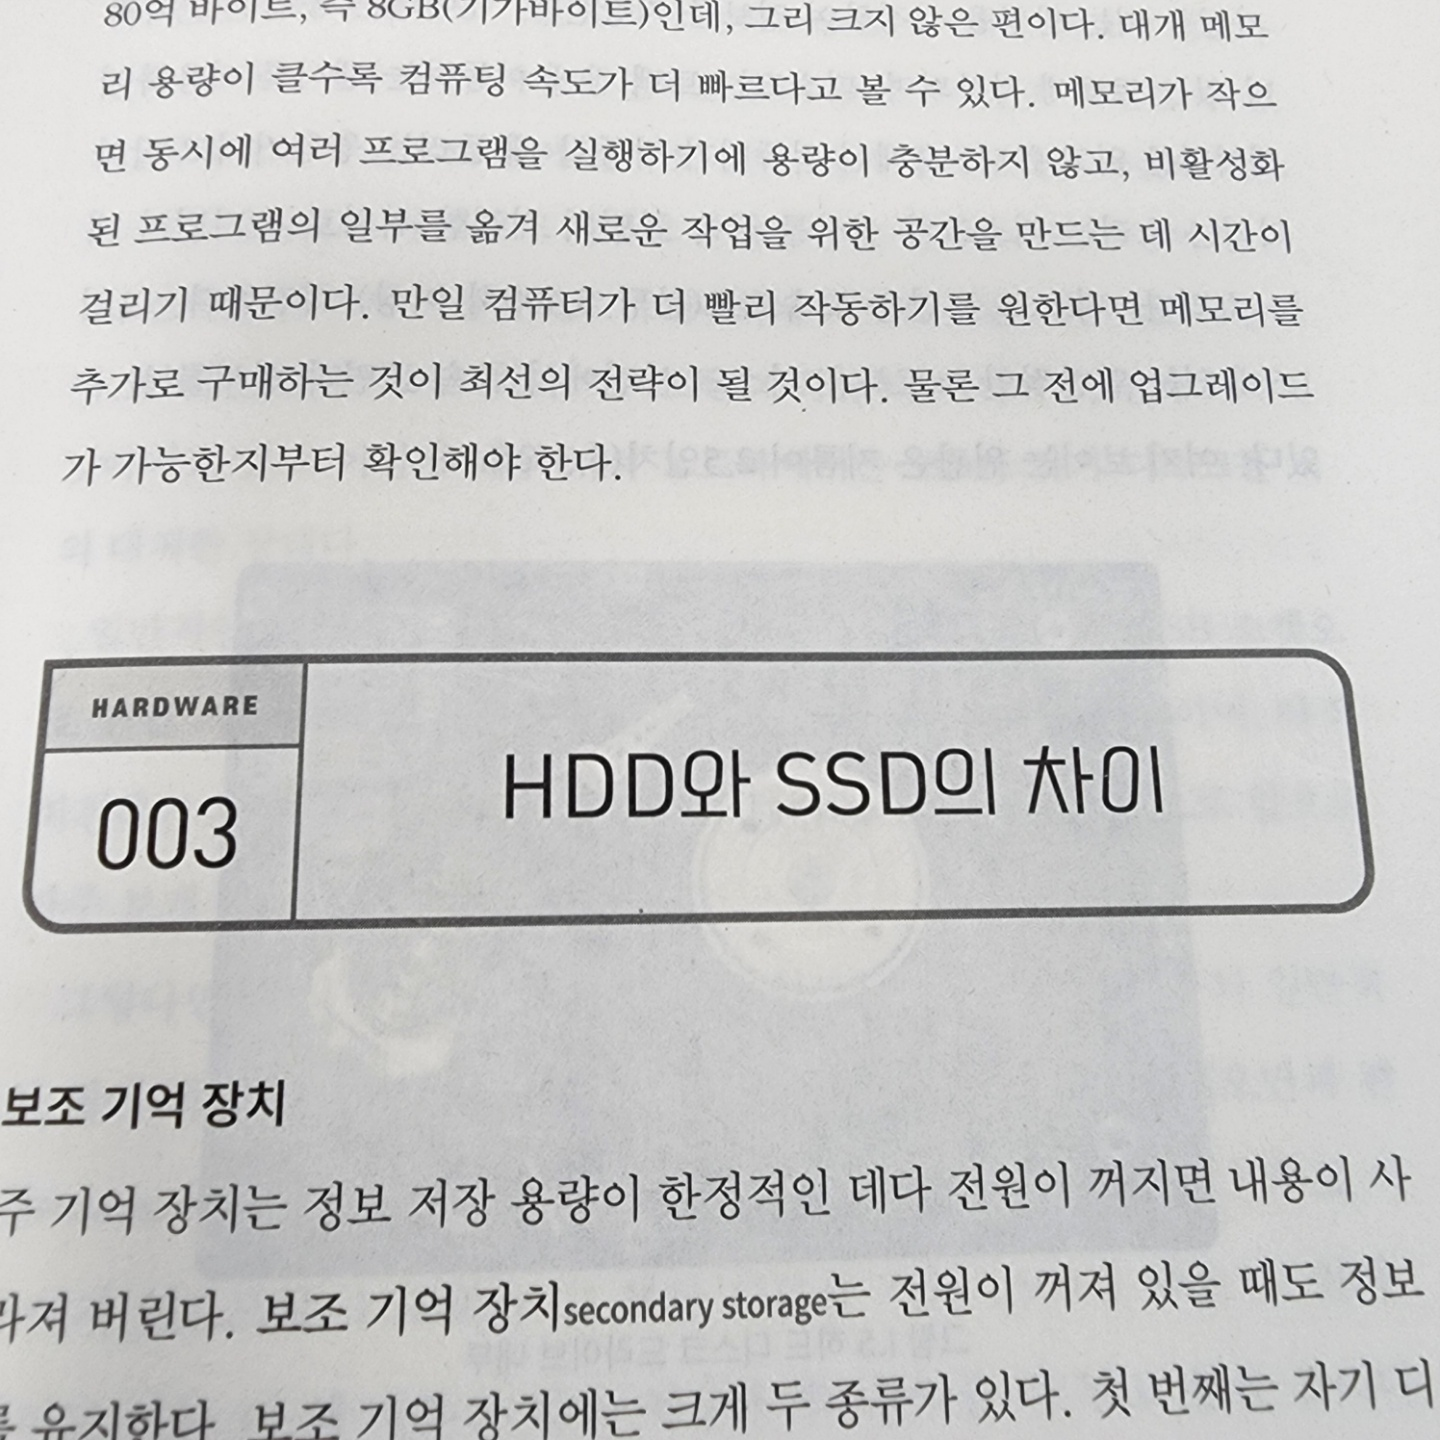 80억 바이트, 즉 8GB(기가바이트)인데, 그리 크지 않은 편이다. 대개 메모
리 용량이 클수록 컴퓨팅 속도가 더 빠르다고 볼 수 있다. 메모리가 작으
면 동시에 여러 프로그램을 실행하기에 용량이 충분하지 않고, 비활성화
된 프로그램의 일부를 옮겨 새로운 작업을 위한 공간을 만드는 데 시간이
걸리기 때문이다. 만일 컴퓨터가 더 빨리 작동하기를 원한다면 메모리를
추가로 구매하는 것이 최선의 전략이 될 것이다. 물론 그 전에 업그레이드
가 가능한지부터 확인해야 한다.
HARDWARE
003
HDD와 SSD의 차이
보조 기억 장치
주 기억 장치는 정보 저장 용량이 한정적인 데다 전원이 꺼지면 내용이 사
라져 버린다. 보조 기억 장치secondary storage는 전원이 꺼져 있을 때도 정보
를 유지한다. 보조 기억 장치에는 크게 두 종류가 있다. 첫 번째는 자기 디